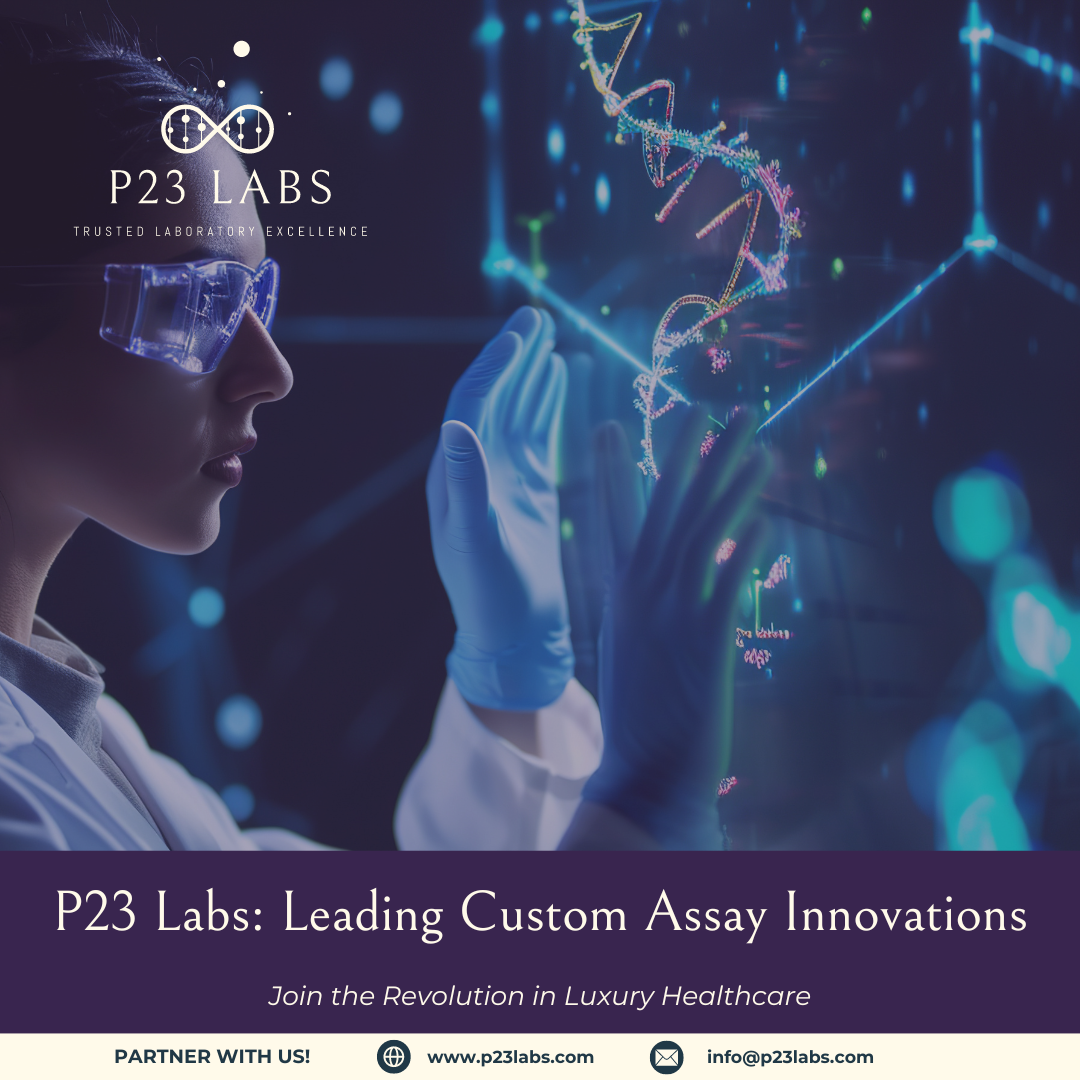 P23 LABS
TRUSTED LABORATORY EXCELLENCE
P23 Labs: Leading Custom Assay Innovations
Join the Revolution in Luxury Healthcare
PARTNER WITH US! www.p23labs.com info@p23labs.com